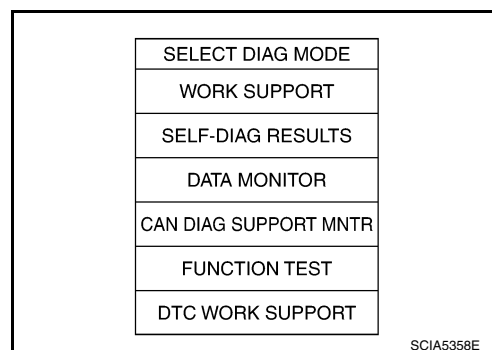 SELECT DIAG MODE
WORK SUPPORT
SELF-DIAG RESULTS
DATA MONITOR
CAN DIAG SUPPORT MNTR
FUNCTION TEST
DTC WORK SUPPORT
SCIA5358E